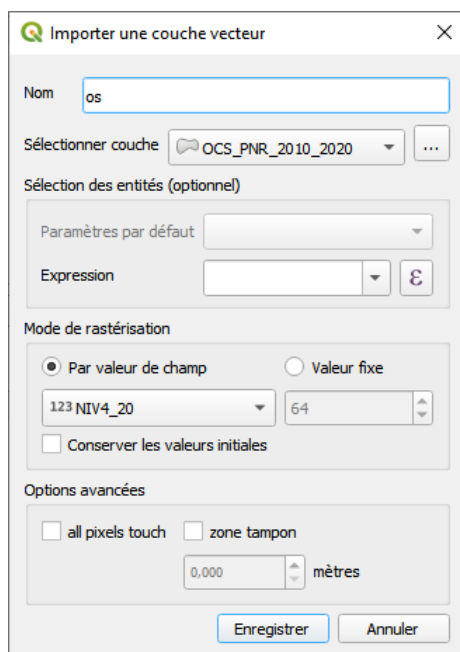 Importer une couche vecteur
Nom os
Sélectionner couche OCS_PNR_2010_2020 ...
Sélection des entités (optionnel)
Paramètres par défaut
Expression ε
Mode de rastérisation
Par valeur de champ Valeur fixe
123 NIV4_20 64
Conserver les valeurs initiales
Options avancées
all pixels touch zone tampon
0,000 mètres
Enregistrer Annuler